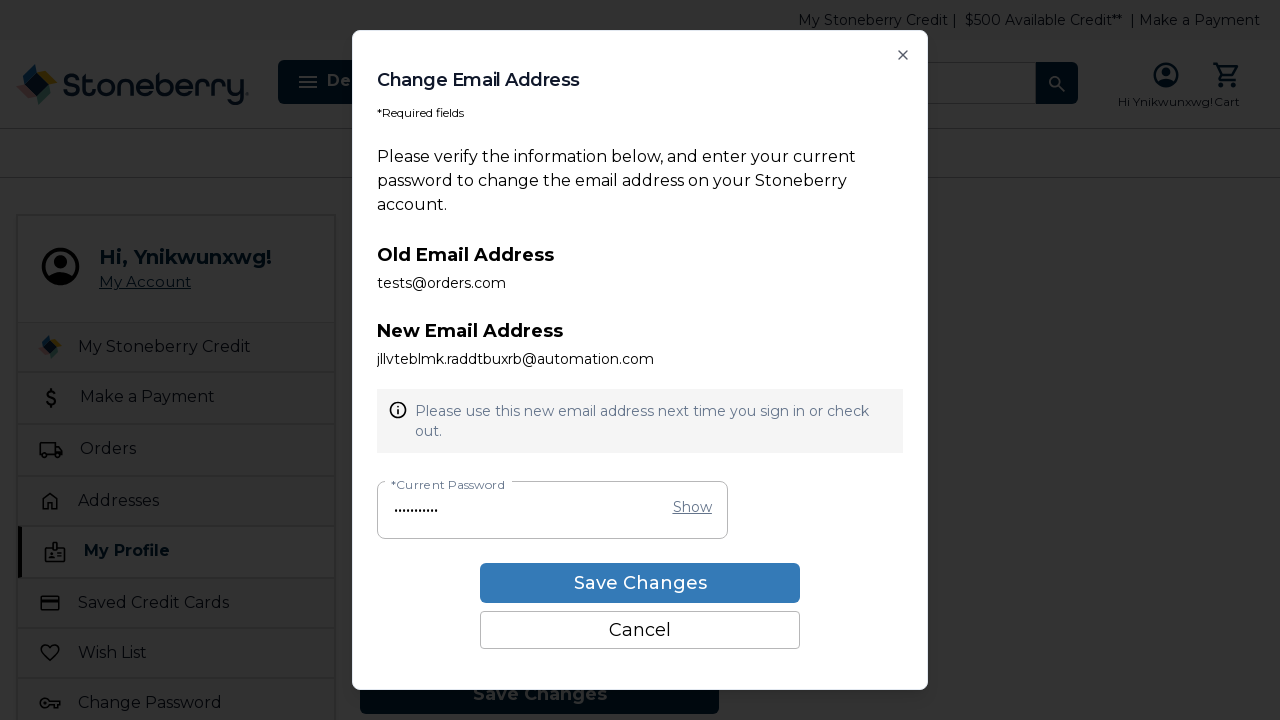 My Stoneberry Credit | $500 Available Credit** | Make a Payment
Stoneberry
De
Hi Ynikwunxwg! Cart
Change Email Address
*Required fields
Please verify the information below, and enter your current
password to change the email address on your Stoneberry
account.
Old Email Address
tests@orders.com
New Email Address
jllvteblmk.raddtbuxrb@automation.com
Please use this new email address next time you sign in or check
out.
*Current Password
Show
Save Changes
Cancel
Hi, Ynikwunxwg!
My Account
My Stoneberry Credit
Make a Payment
Orders
Addresses
My Profile
Saved Credit Cards
Wish List
Change Password
Save Changes